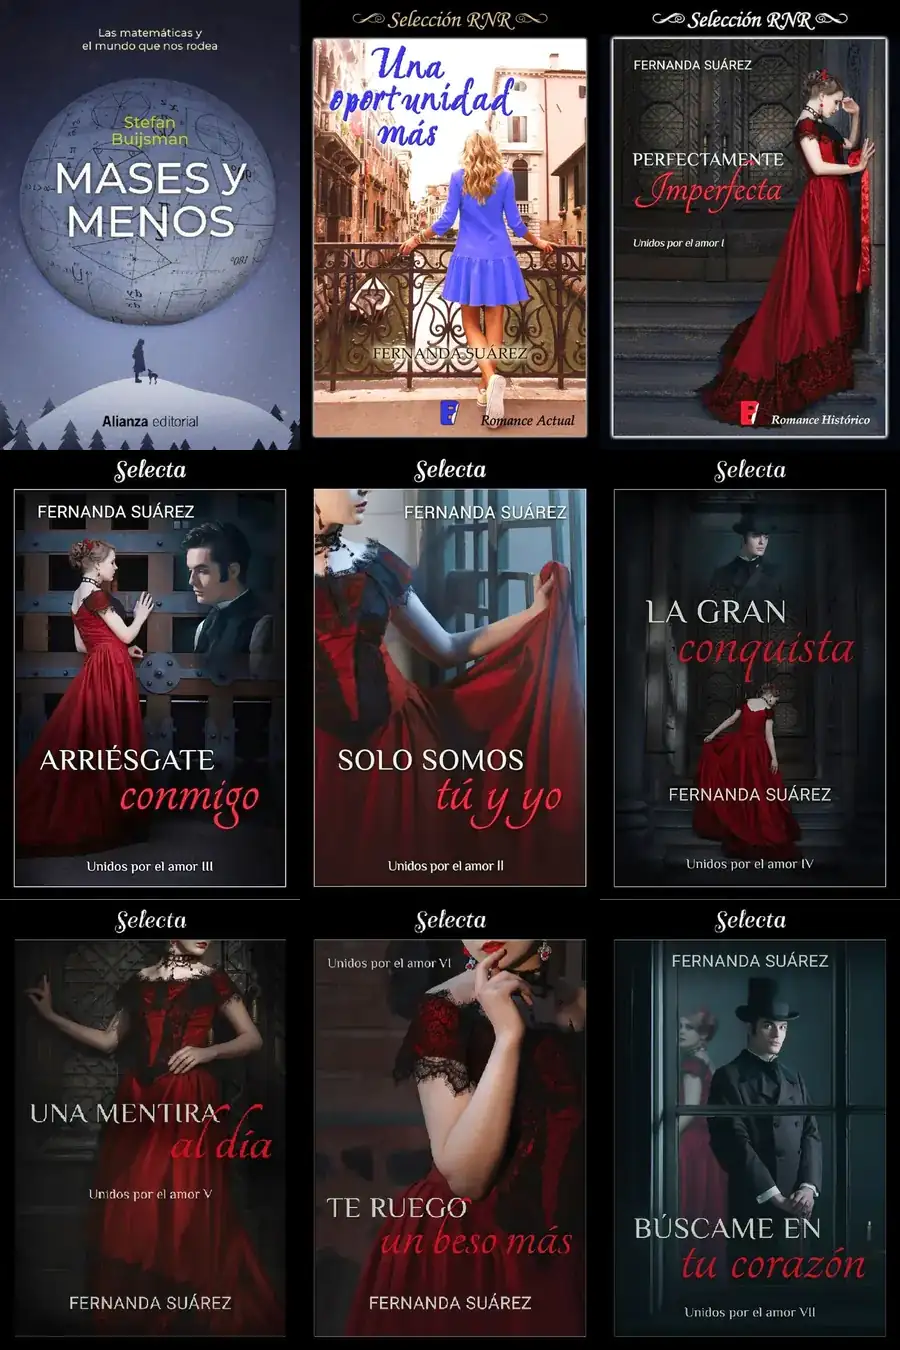 Las matemáticas y
el mundo que nos rodea
Stefan
Buijsman
MASES y
MENOS
Alianza editorial
Selección RNR
Una
oportunidad
más
FERNANDA SUÁREZ
Romance Actual
Selección RNR
FERNANDA SUÁREZ
PERFECTAMENTE
Imperfecta
Unidos por el amor I
Romance Histórico
Selecta
FERNANDA SUÁREZ
ARRIÉSGATE
conmigo
Unidos por el amor III
Selecta
FERNANDA SUÁREZ
SOLO SOMOS
tú y yo
Unidos por el amor II
Selecta
LA GRAN
conquista
FERNANDA SUÁREZ
Unidos por el amor IV
Selecta
UNA MENTIRA
al día
Unidos por el amor V
FERNANDA SUÁREZ
Selecta
Unidos por el amor VI
TE RUEGO
un beso más
FERNANDA SUÁREZ
Selecta
FERNANDA SUÁREZ
BÚSCAME EN
tu corazón
Unidos por el amor VII